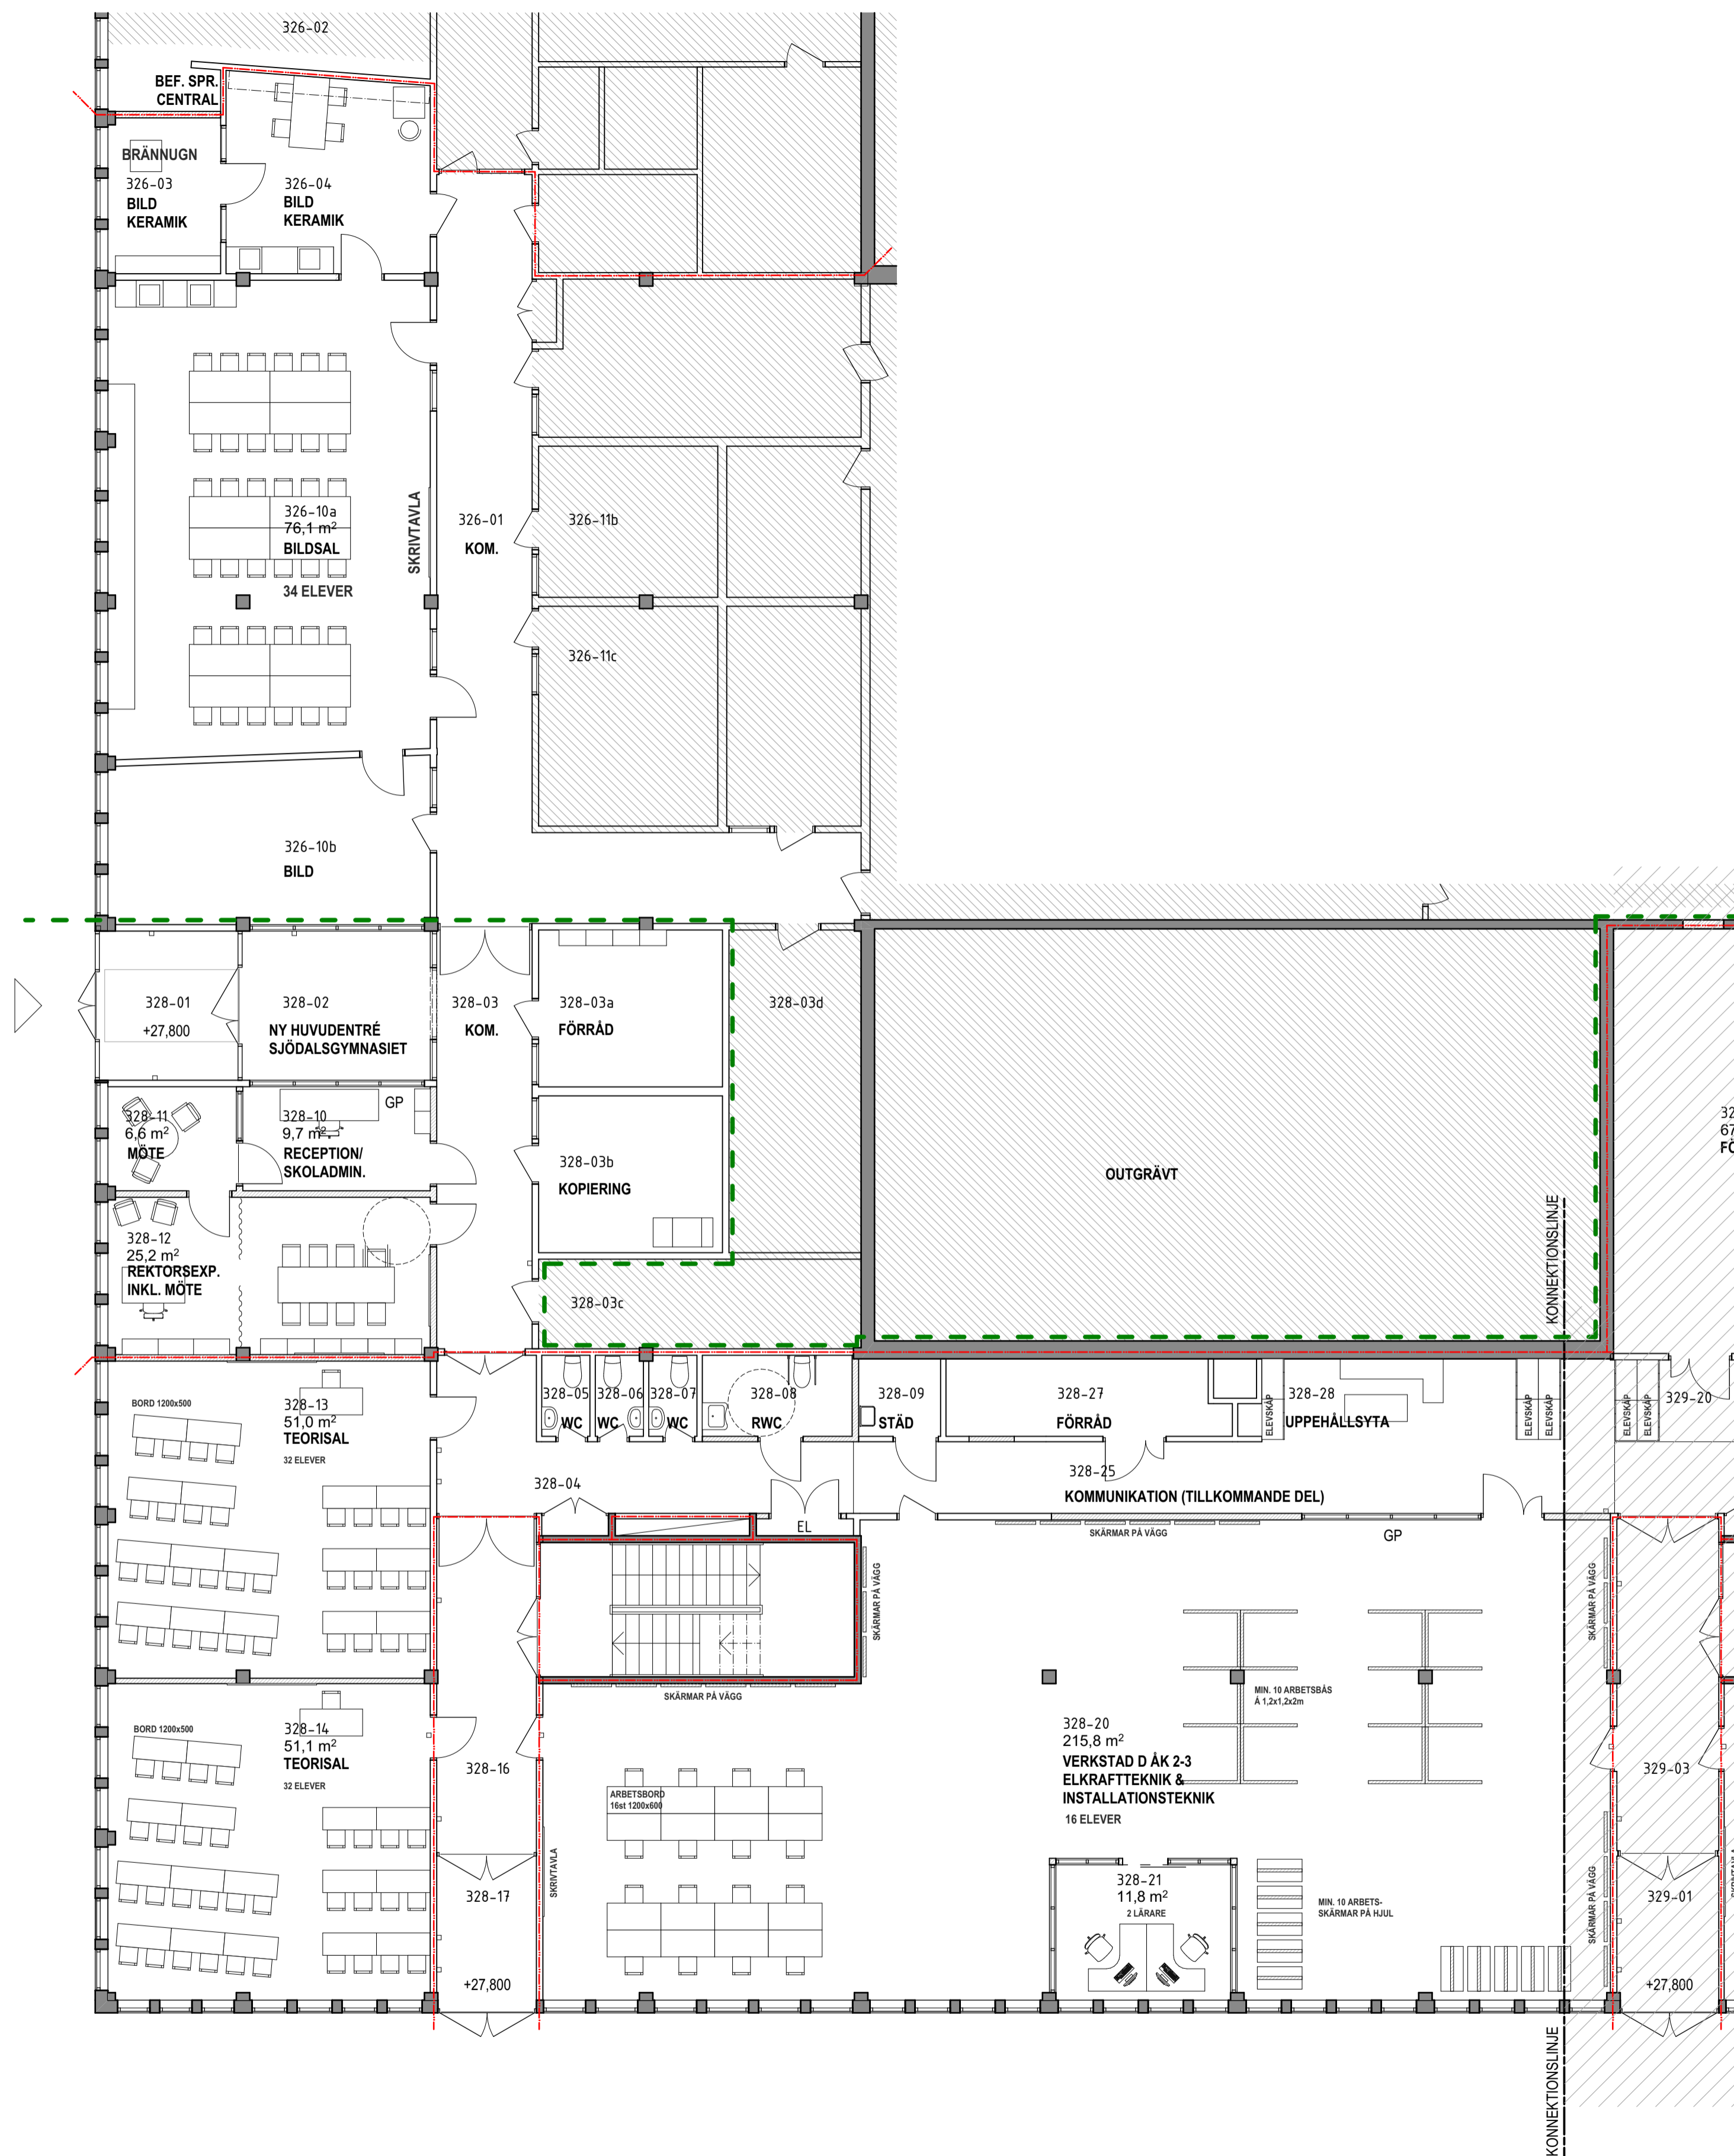 326-02
BEF. SPR.
CENTRAL
BRÄNNUGN
326-03
BILD
KERAMIK
326-04
BILD
KERAMIK
326-10a
76,1 m²
BILDSAL
34 ELEVER
SKRIVTAVLA
326-01
KOM.
326-11b
326-11c
326-10b
BILD
328-01
+27,800
328-02
NY HUVUDENTRÉ
SJÖDALSGYMNASIET
328-03
KOM.
328-03a
FÖRRÅD
328-03d
328-11
6,6 m²
MÖTE
328-10
9,7 m²
RECEPTION/
SKOLADMIN.
GP
328-03b
KOPIERING
OUTGRÄVT
KONNEKTIONSLINJE
328-12
25,2 m²
REKTORSEXP.
INKL. MÖTE
328-03c
BORD 1200x500
328-13
51,0 m²
TEORISAL
32 ELEVER
328-05
WC
328-06
WC
328-07
WC
328-08
RWC
328-09
STÄD
328-27
FÖRRÅD
328-28
UPPEHÅLLSYTA
ELEVSKÅP
ELEVSKÅP
ELEVSKÅP
ELEVSKÅP
ELEVSKÅP
329-20
328-04
328-25
KOMMUNIKATION (TILLKOMMANDE DEL)
EL
SKÄRMAR PÅ VÄGG
GP
SKÄRMAR PÅ VÄGG
SKÄRMAR PÅ VÄGG
SKÄRMAR PÅ VÄGG
MIN. 10 ARBETSBÅS
Á 1,2x1,2x2m
BORD 1200x500
328-14
51,1 m²
TEORISAL
32 ELEVER
328-16
328-20
215,8 m²
VERKSTAD D ÅK 2-3
ELKRAFTTEKNIK &
INSTALLATIONSTEKNIK
16 ELEVER
329-03
ARBETSBORD
16st 1200x600
SKRIVTAVLA
328-17
328-21
11,8 m²
2 LÄRARE
MIN. 10 ARBETS-
SKÄRMAR PÅ HJUL
SKÄRMAR PÅ VÄGG
329-01
+27,800
+27,800
KONNEKTIONSLINJE